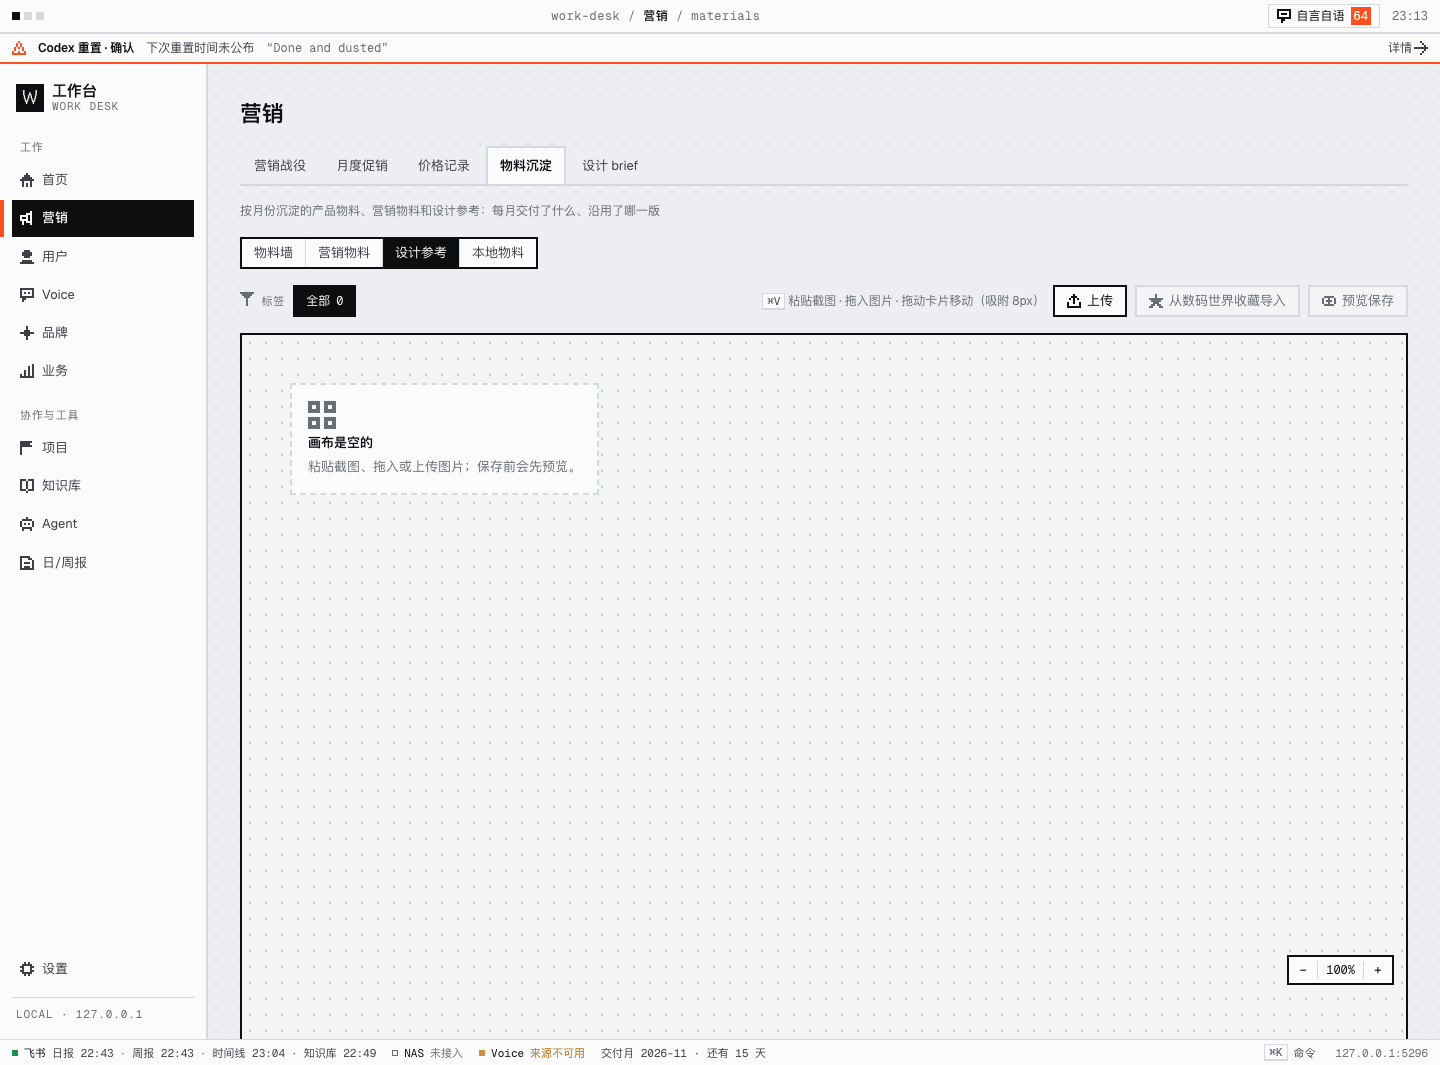 work-desk / 营销 / materials
自言自语 64
23:13
Codex 重置·确认 下次重置时间未公布 “Done and dusted”
详情
W 工作台
WORK DESK
工作
首页
营销
用户
Voice
品牌
业务
协作与工具
项目
知识库
Agent
日/周报
设置
LOCAL · 127.0.0.1
营销
营销战役 月度促销 价格记录 物料沉淀 设计 brief
按月份沉淀的产品物料、营销物料和设计参考：每月交付了什么、沿用了哪一版
物料墙 营销物料 设计参考 本地物料
标签 全部 0
⌘V 粘贴截图·拖入图片·拖动卡片移动（吸附 8px） 上传 从数码世界收藏导入 预览保存
画布是空的
粘贴截图、拖入或上传图片；保存前会先预览。
− 100% +
飞书 日报 22:43 · 周报 22:43 · 时间线 23:04 · 知识库 22:49 NAS 未接入 Voice 来源不可用 交付月 2026-11 · 还有 15 天
⌘K 命令 127.0.0.1:5296